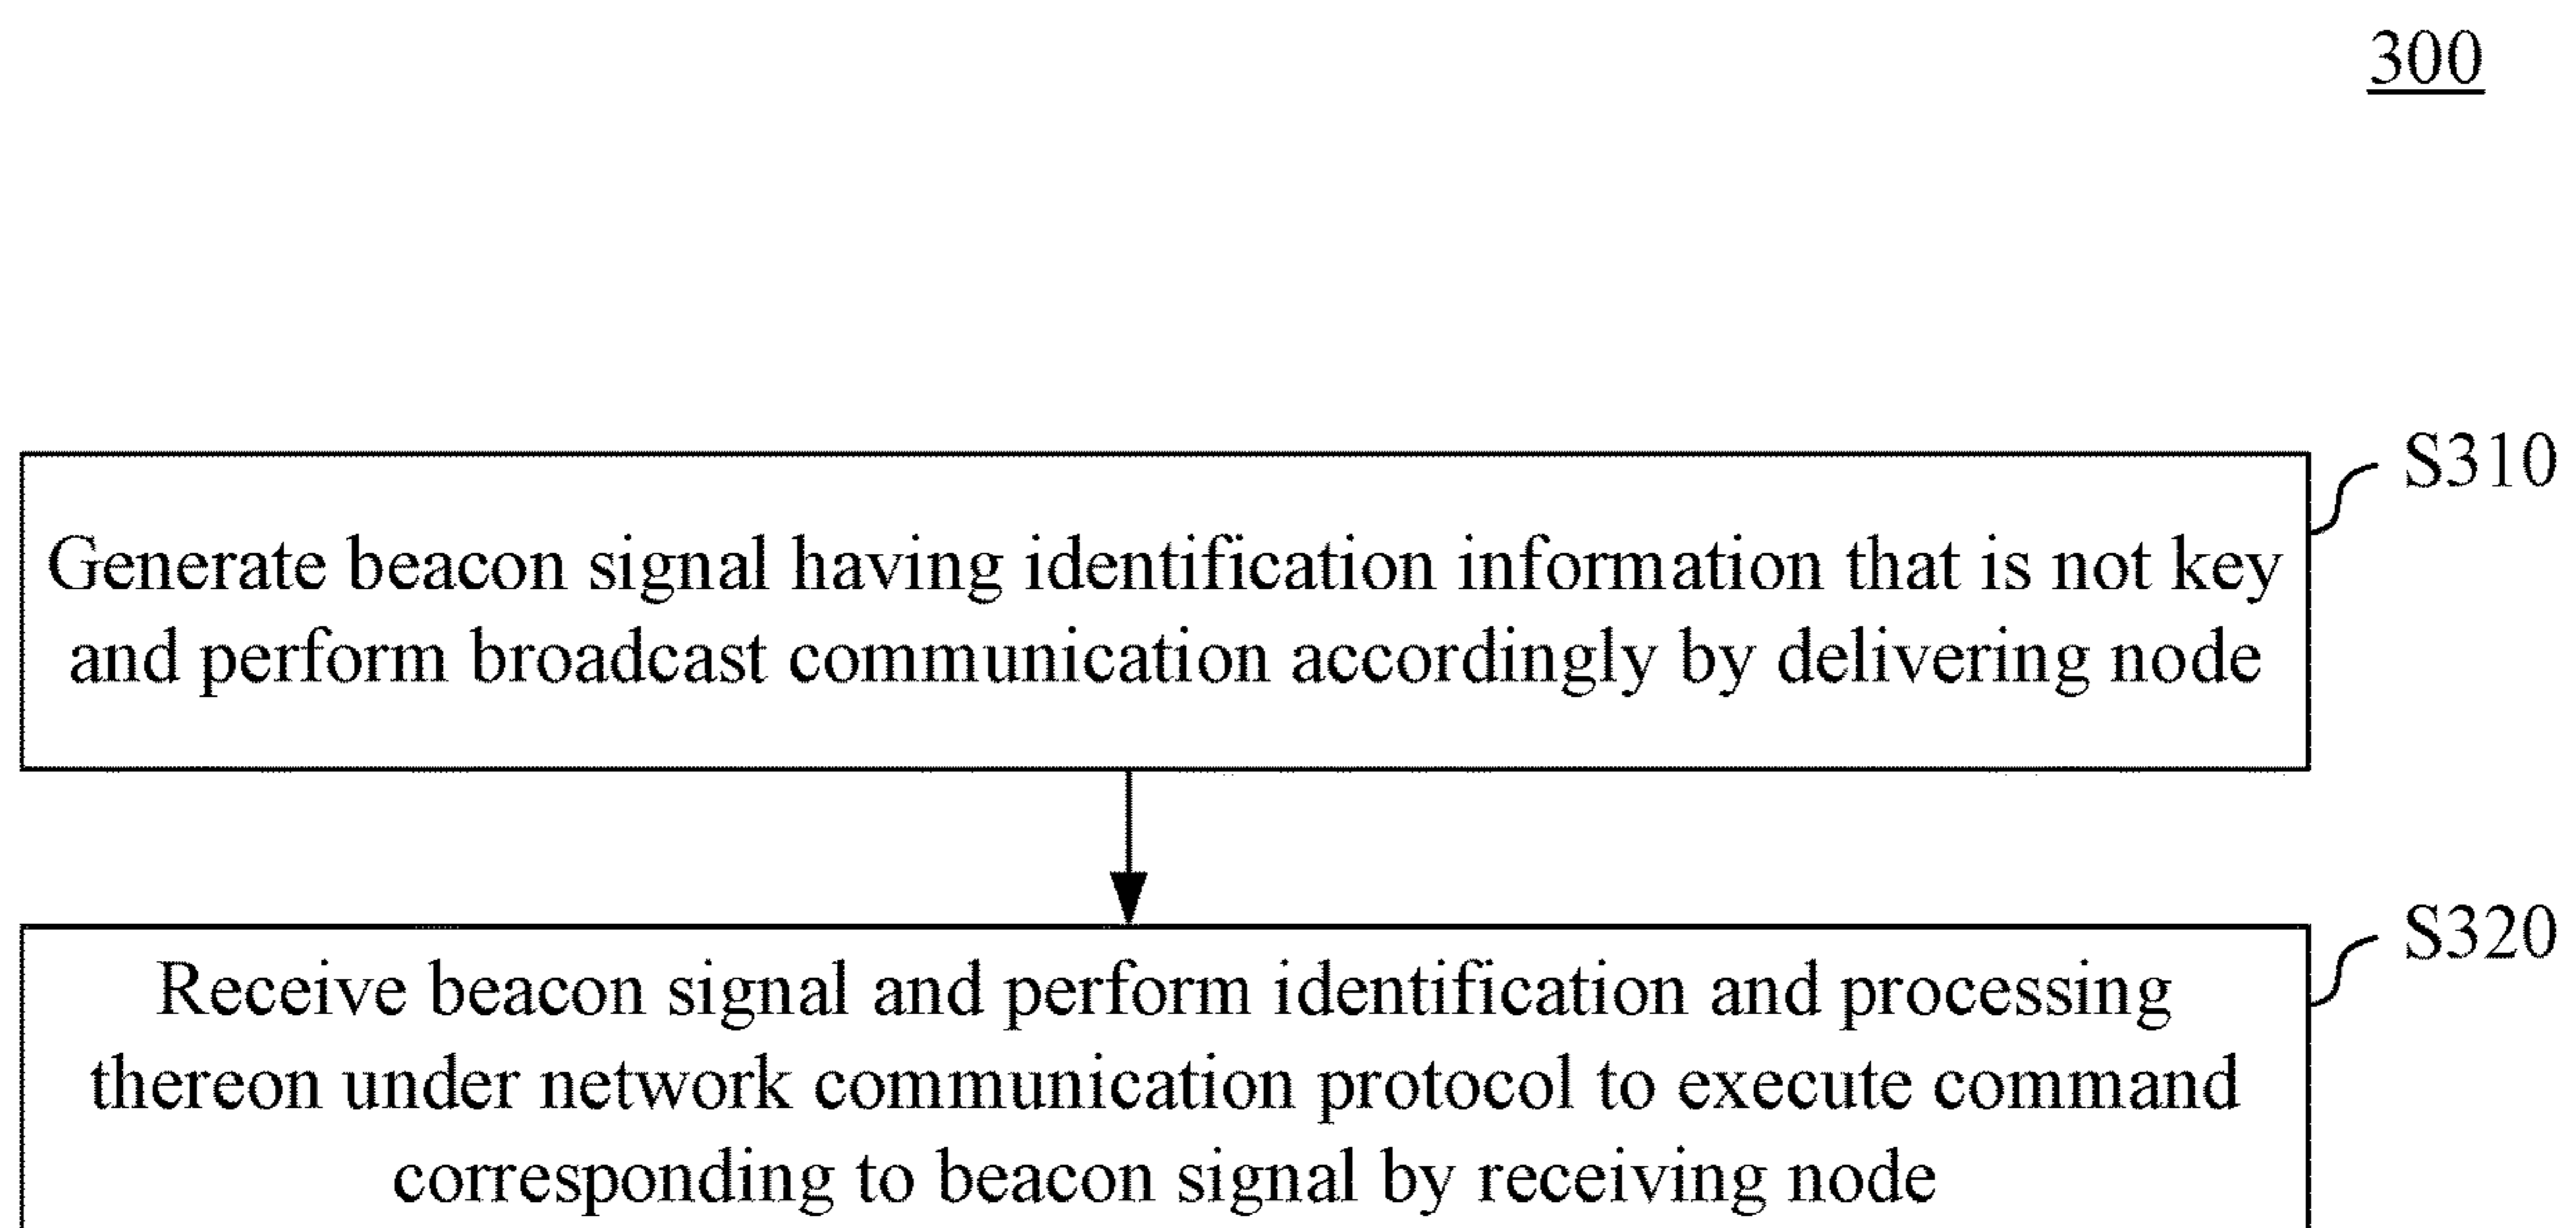 300
S310
Generate beacon signal having identification information that is not key
and perform broadcast communication accordingly by delivering node
S320
Receive beacon signal and perform identification and processing
thereon under network communication protocol to execute command
corresponding to beacon signal by receiving node